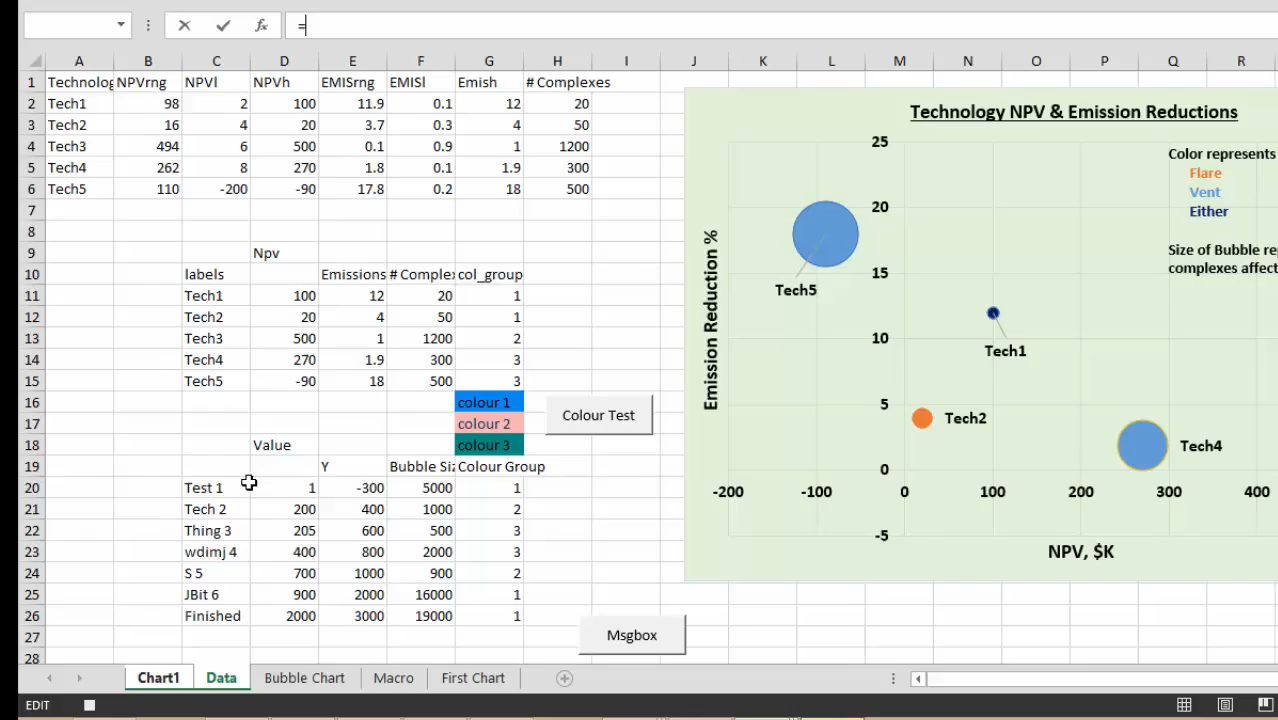 =
A B C D E F G H I J K L M N O P Q R
1 Technolog NPVrng NPVl NPVh EMISrng EMISl Emish # Complexes
2 Tech1 98 2 100 11.9 0.1 12 20
3 Tech2 16 4 20 3.7 0.3 4 50
4 Tech3 494 6 500 0.1 0.9 1 1200
5 Tech4 262 8 270 1.8 0.1 1.9 300
6 Tech5 110 -200 -90 17.8 0.2 18 500
7
8
9 Npv
10 labels Emissions # Complex col_group
11 Tech1 100 12 20 1
12 Tech2 20 4 50 1
13 Tech3 500 1 1200 2
14 Tech4 270 1.9 300 3
15 Tech5 -90 18 500 3
16 colour 1
17 colour 2
18 Value colour 3
19 Y Bubble Siz Colour Group
20 Test 1 1 -300 5000 1
21 Tech 2 200 400 1000 2
22 Thing 3 205 600 500 3
23 wdimj 4 400 800 2000 3
24 S 5 700 1000 900 2
25 JBit 6 900 2000 16000 1
26 Finished 2000 3000 19000 1
27
28
Colour Test
Msgbox
Technology NPV & Emission Reductions
Color represents
Flare
Vent
Either
Size of Bubble rep
complexes affect
Emission Reduction %
25
20
15
10
5
0
-5
-200 -100 0 100 200 300 400
NPV, $K
Tech5
Tech1
Tech2
Tech4
Chart1 Data Bubble Chart Macro First Chart
EDIT